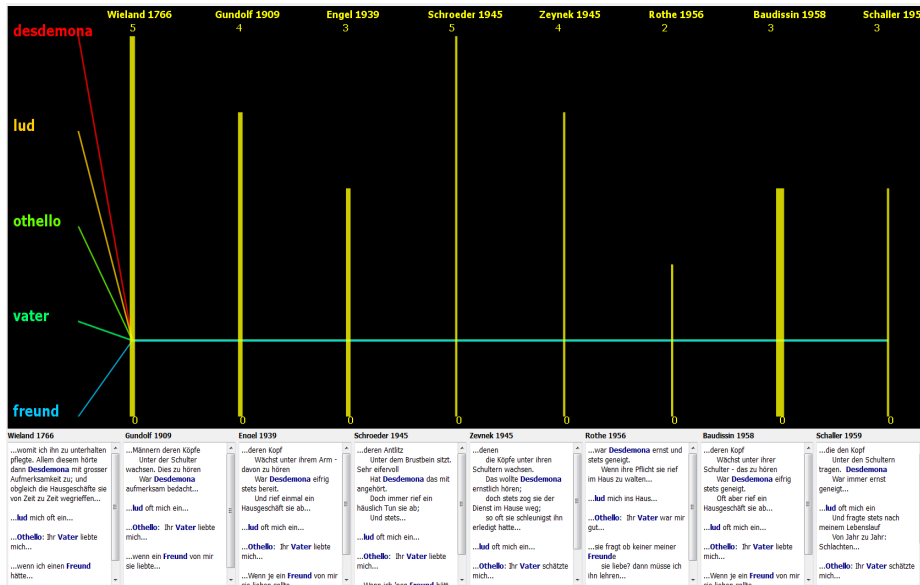 Wieland 1766 Gundolf 1909 Engel 1939 Schroeder 1945 Zeynek 1945 Rothe 1956 Baudissin 1958 Schaller 195
5 4 3 5 4 2 3 3
desdemona
lud
othello
vater
freund
0 0 0 0 0 0 0 0
Wieland 1766
...womit ich ihn zu unterhalten
pflegte. Allem diesem hörte
dann Desdemona mit grosser
Aufmerksamkeit zu; und
obgleich die Hausgeschäfte sie
von Zeit zu Zeit wegrieffen...
...lud mich oft ein...
...Othello: Ihr Vater liebte
mich...
...wenn ich einen Freund
hätte...
Gundolf 1909
...Männern deren Köpfe
Unter der Schulter
wachsen. Dies zu hören
War Desdemona
aufmerksam bedacht...
...lud oft mich ein...
...Othello: Ihr Vater liebte
mich...
...wenn ein Freund von mir
sie liebte...
Engel 1939
...deren Kopf
Wächst unter ihrem Arm -
davon zu hören
War Desdemona eifrig
stets bereit.
Und rief einmal ein
Hausgeschäft sie ab...
...lud oft mich ein...
...Othello: Ihr Vater liebte
mich...
...Wenn je ein Freund von mir
sie lieben sollte
Schroeder 1945
...deren Antlitz
Unter dem Brustbein sitzt.
Sehr eifervoll
Hat Desdemona das mit
angehört.
Doch immer rief ein
häuslich Tun sie ab;
Und stets...
...lud oft mich ein...
...Othello: Ihr Vater liebte
mich...
Zeynek 1945
...denen
die Köpfe unter ihren
Schultern wachsen.
Das wollte Desdemona
ernstlich hören;
doch stets zog sie der
Dienst im Hause weg;
so oft sie schleunigst ihn
erledigt hatte...
...lud oft mich ein...
...Othello: Ihr Vater schätzte
mich...
Rothe 1956
...war Desdemona ernst und
stets geneigt.
Wenn ihre Pflicht sie rief
im Haus zu walten...
...lud mich ins Haus...
...Othello: Ihr Vater war mir
gut...
...sie fragt ob keiner meiner
Freunde
sie liebe? dann müsse ich
ihn lehren...
Baudissin 1958
...deren Kopf
Wächst unter ihrer
Schulter - das zu hören
War Desdemona eifrig
stets geneigt.
Oft aber rief ein
Hausgeschäft sie ab...
...lud oft mich ein...
...Othello: Ihr Vater liebte
mich...
...Wenn je ein Freund von mir
sie lieben sollte
Schaller 1959
...die den Kopf
Unter den Schultern
tragen. Desdemona
War immer ernst
geneigt...
...lud oft mich ein
Und fragte stets nach
meinem Lebenslauf
Von Jahr zu Jahr:
Schlachten...
...Othello: Ihr Vater schätzte
mich...